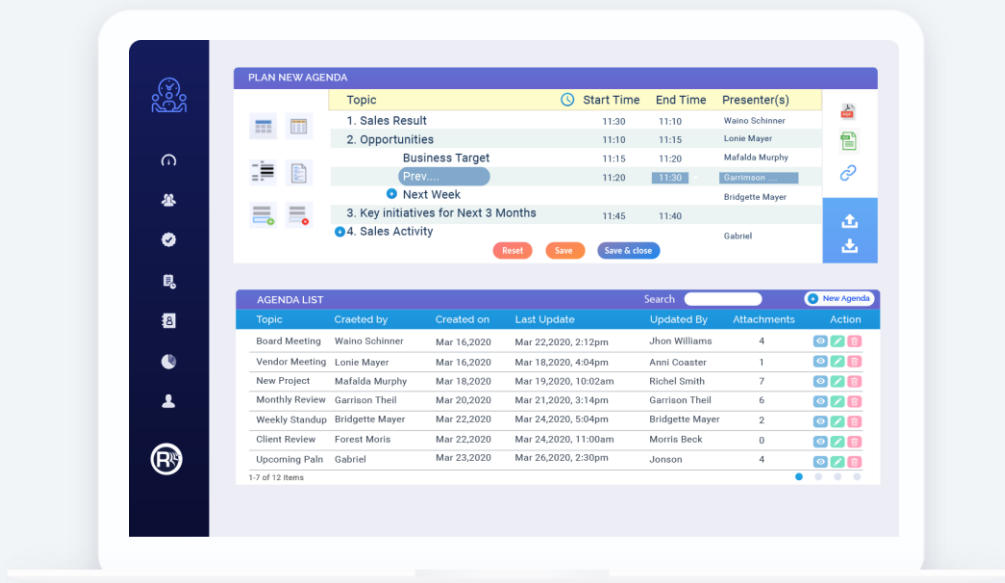 PLAN NEW AGENDA
Topic Start Time End Time Presenter(s)
1. Sales Result 11:30 11:10 Waino Schinner
2. Opportunities 11:10 11:15 Lonie Mayer
Business Target 11:15 11:20 Mafalda Murphy
Prev.... 11:20 11:30 Garrimson ....
Next Week Bridgette Mayer
3. Key initiatives for Next 3 Months 11:45 11:40
4. Sales Activity Gabriel
Reset Save Save & close
AGENDA LIST Search New Agenda
Topic Craeted by Created on Last Update Updated By Attachments Action
Board Meeting Waino Schinner Mar 16,2020 Mar 22,2020, 2:12pm Jhon Williams 4
Vendor Meeting Lonie Mayer Mar 16,2020 Mar 18,2020, 4:04pm Anni Coaster 1
New Project Mafalda Murphy Mar 18,2020 Mar 19,2020, 10:02am Richel Smith 7
Monthly Review Garrison Theil Mar 20,2020 Mar 21,2020, 3:14pm Garrison Theil 6
Weekly Standup Bridgette Mayer Mar 22,2020 Mar 24,2020, 5:04pm Bridgette Mayer 2
Client Review Forest Moris Mar 22,2020 Mar 24,2020, 11:00am Morris Beck 0
Upcoming Paln Gabriel Mar 23,2020 Mar 26,2020, 2:30pm Jonson 4
1-7 of 12 Items